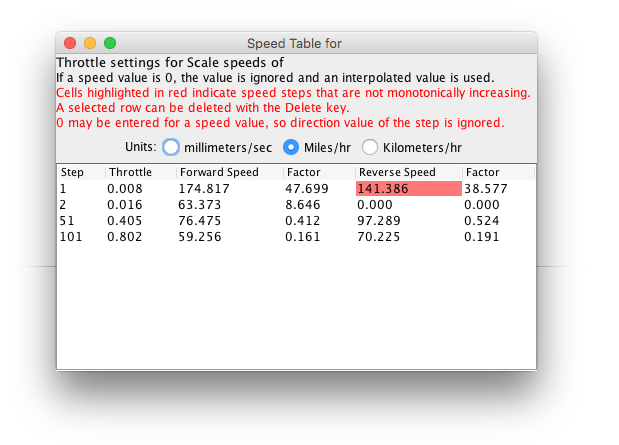 Speed Table for
Throttle settings for Scale speeds of
If a speed value is 0, the value is ignored and an interpolated value is used.
Cells highlighted in red indicate speed steps that are not monotonically increasing.
A selected row can be deleted with the Delete key.
0 may be entered for a speed value, so direction value of the step is ignored.
Units: millimeters/sec Miles/hr Kilometers/hr
Step Throttle Forward Speed Factor Reverse Speed Factor
1 0.008 174.817 47.699 141.386 38.577
2 0.016 63.373 8.646 0.000 0.000
51 0.405 76.475 0.412 97.289 0.524
101 0.802 59.256 0.161 70.225 0.191